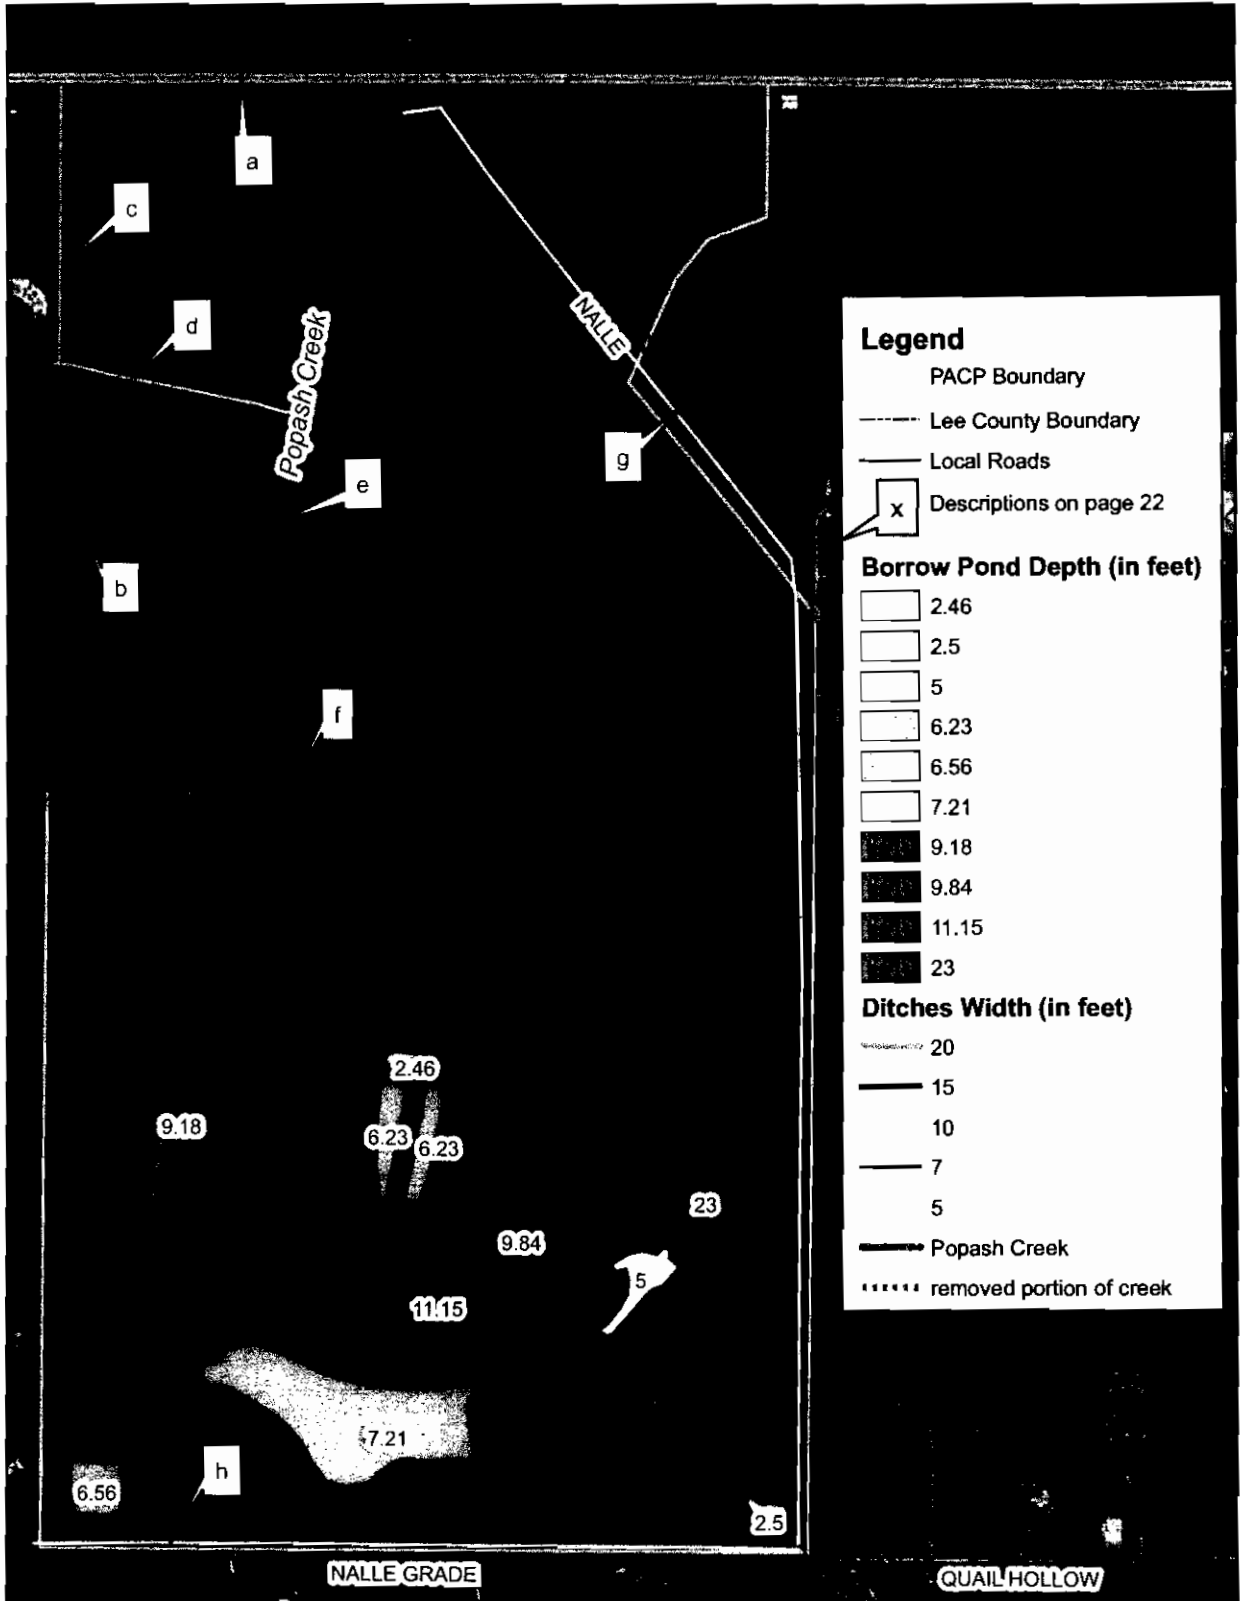 a
c
d
Popash Creek
NALLE
e
g
b
f
Legend
PACP Boundary
Lee County Boundary
Local Roads
x
Descriptions on page 22
Borrow Pond Depth (in feet)
2.46
2.5
5
6.23
6.56
7.21
9.18
9.84
11.15
23
Ditches Width (in feet)
20
15
10
7
5
Popash Creek
removed portion of creek
2.46
9.18
6.23
6.23
23
9.84
5
11.15
7.21
h
6.56
2.5
NALLE GRADE
QUAIL HOLLOW